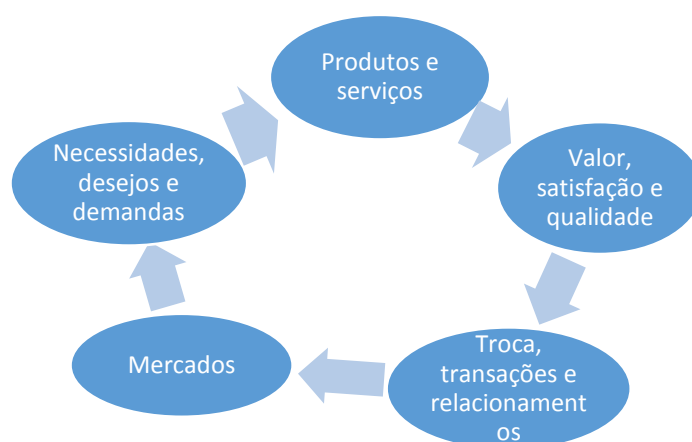 Produtos e
serviços
Necessidades,
desejos e
demandas
Valor,
satisfação e
qualidade
Mercados
Troca,
transações e
relacionament
os